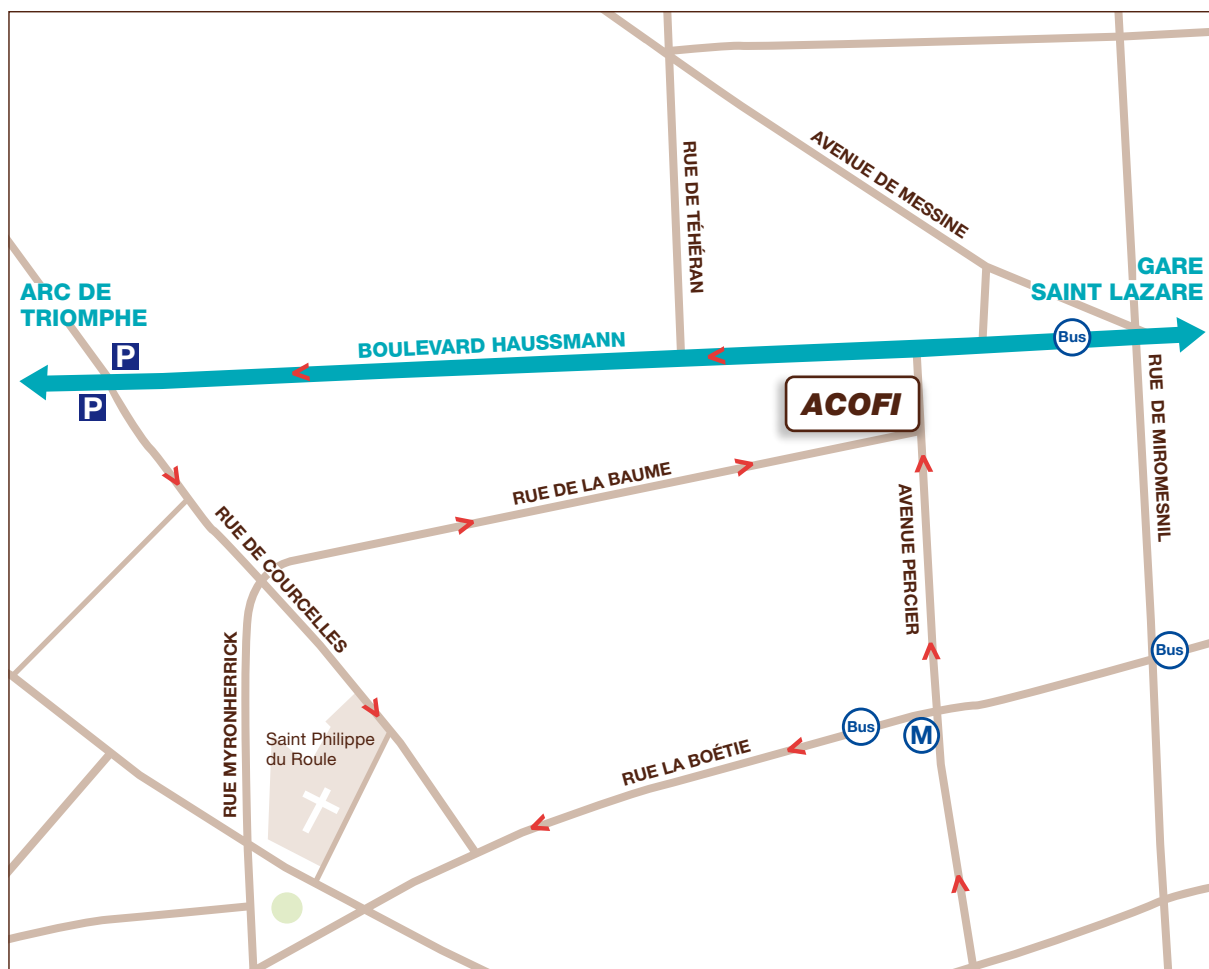 AVENUE DE MESSINE
RUE DE TÉHÉRAN
GARE
SAINT LAZARE
ARC DE
TRIOMPHE
Bus
BOULEVARD HAUSSMANN
P
P
ACOFI
RUE DE MIROMESNIL
RUE DE LA BAUME
AVENUE PERCIER
RUE DE COURCELLES
RUE MYRONHERRICK
Bus
Saint Philippe
du Roule
Bus
M
RUE LA BOÉTIE